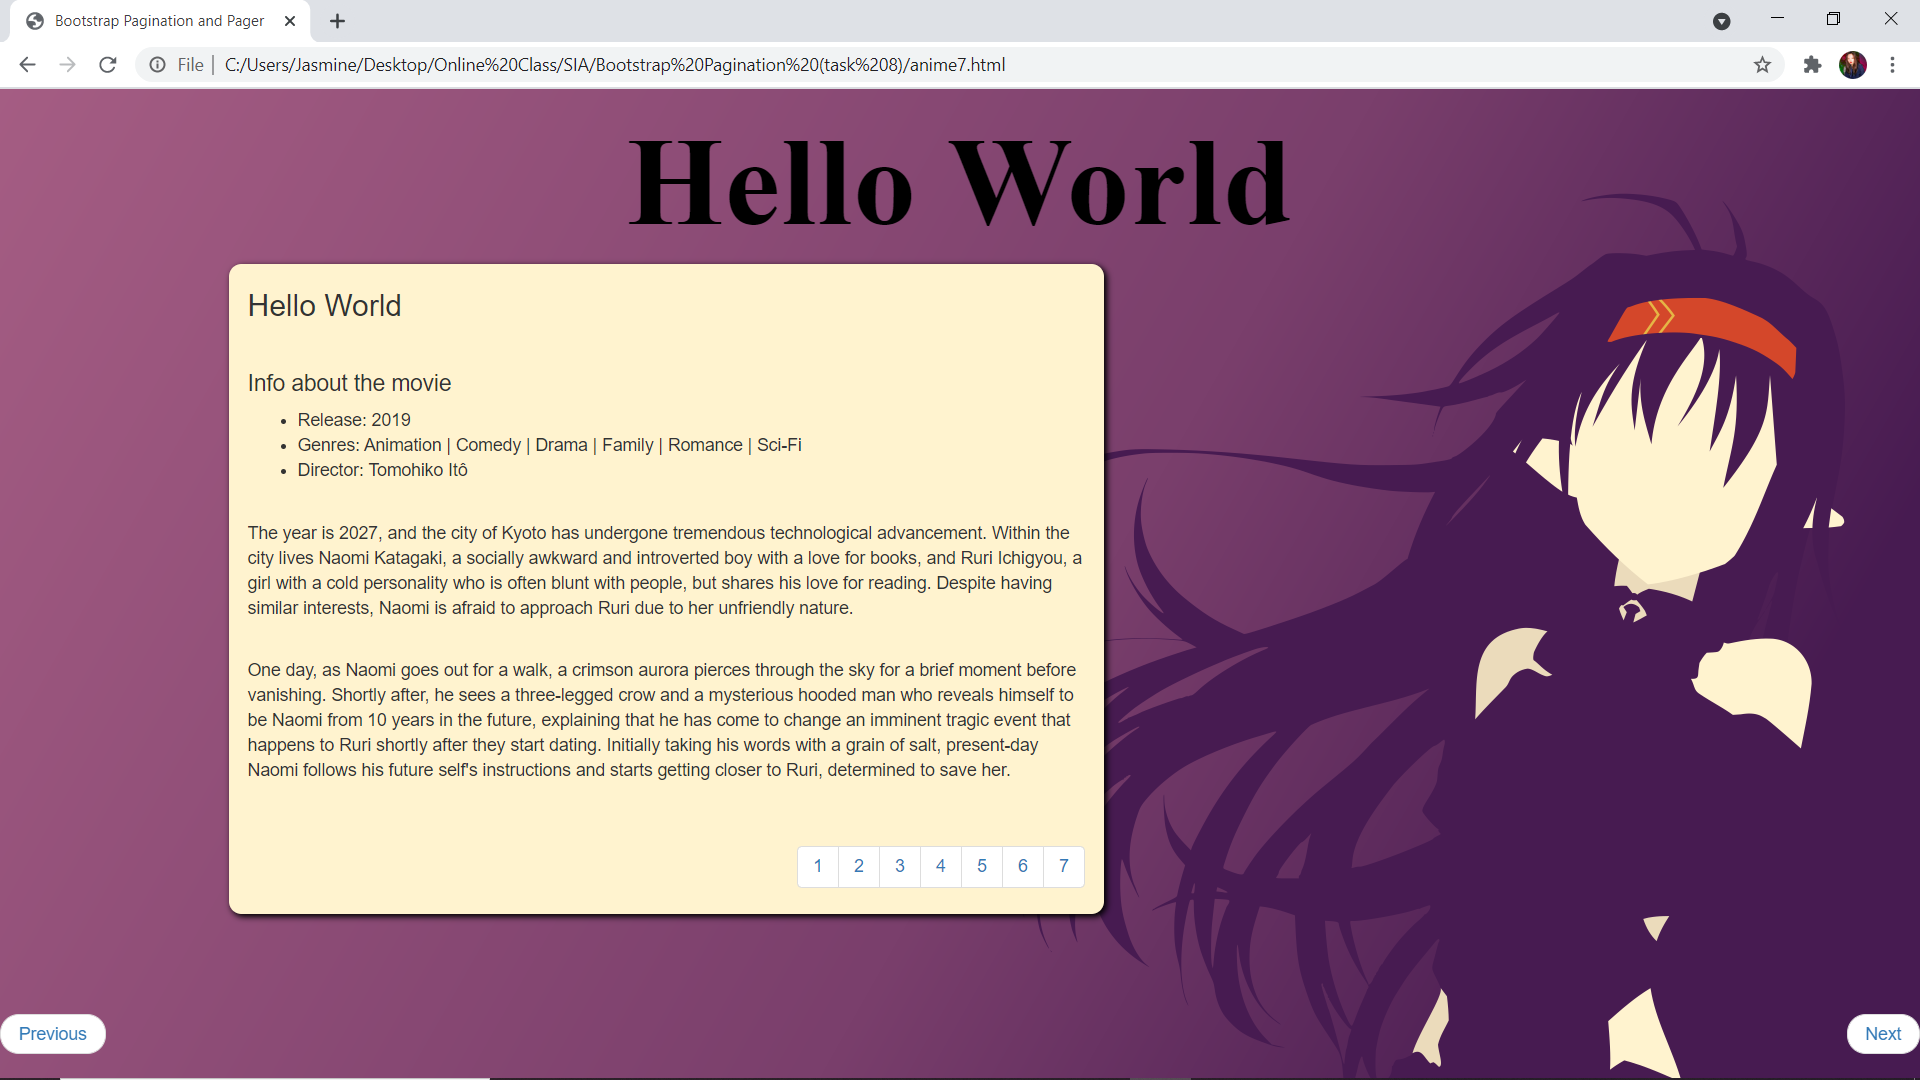 Bootstrap Pagination and Pager
File | C:/Users/Jasmine/Desktop/Online%20Class/SIA/Bootstrap%20Pagination%20(task%208)/anime7.html
Hello World
Hello World
Info about the movie
• Release: 2019
• Genres: Animation | Comedy | Drama | Family | Romance | Sci-Fi
• Director: Tomohiko Itô
The year is 2027, and the city of Kyoto has undergone tremendous technological advancement. Within the
city lives Naomi Katagaki, a socially awkward and introverted boy with a love for books, and Ruri Ichigyou, a
girl with a cold personality who is often blunt with people, but shares his love for reading. Despite having
similar interests, Naomi is afraid to approach Ruri due to her unfriendly nature.
One day, as Naomi goes out for a walk, a crimson aurora pierces through the sky for a brief moment before
vanishing. Shortly after, he sees a three-legged crow and a mysterious hooded man who reveals himself to
be Naomi from 10 years in the future, explaining that he has come to change an imminent tragic event that
happens to Ruri shortly after they start dating. Initially taking his words with a grain of salt, present-day
Naomi follows his future self's instructions and starts getting closer to Ruri, determined to save her.
1 2 3 4 5 6 7
Previous
Next